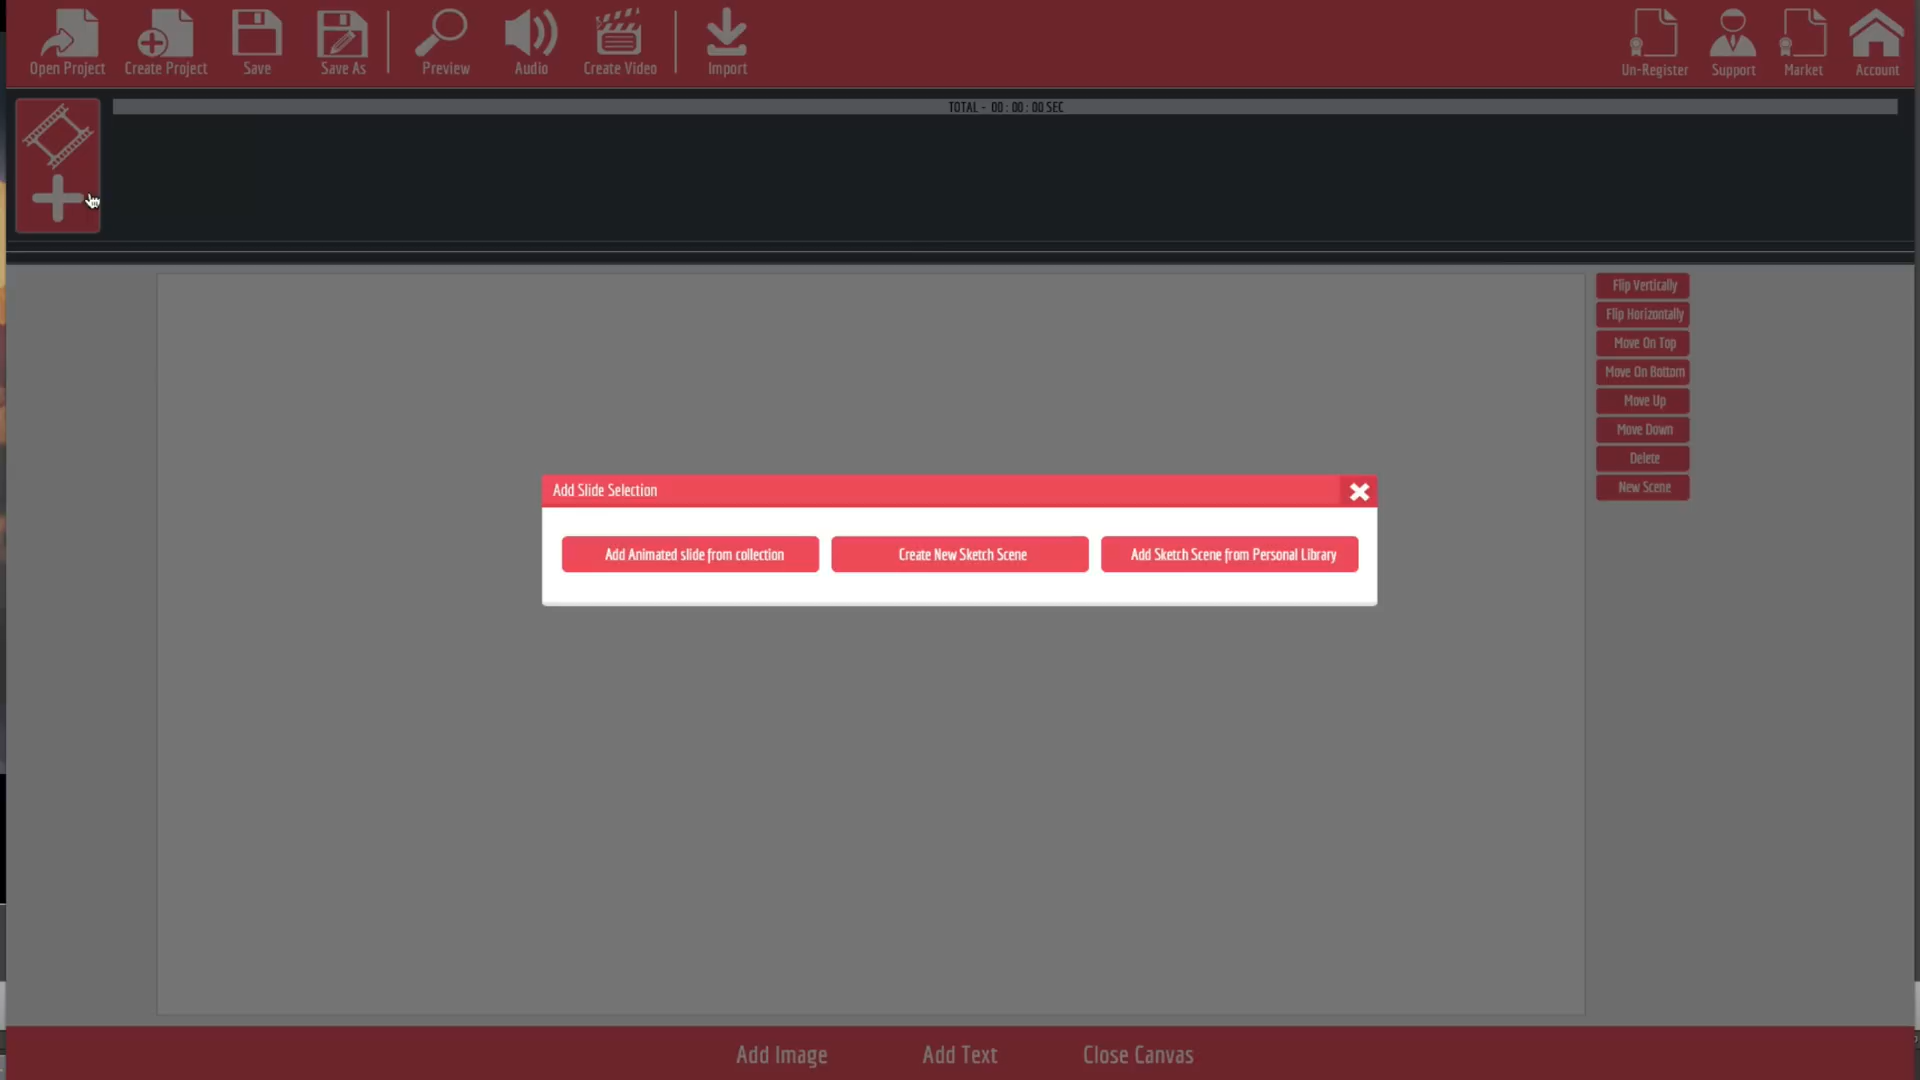 Open Project
Create Project
Save
Save As
Preview
Audio
Create Video
Import
Un-Register
Support
Market
Account
TOTAL - 00 : 00 : 00 SEC
Flip Vertically
Flip Horizontally
Move On Top
Move On Bottom
Move Up
Move Down
Delete
New Scene
Add Slide Selection
Add Animated slide from collection
Create New Sketch Scene
Add Sketch Scene from Personal Library
Add Image
Add Text
Close Canvas